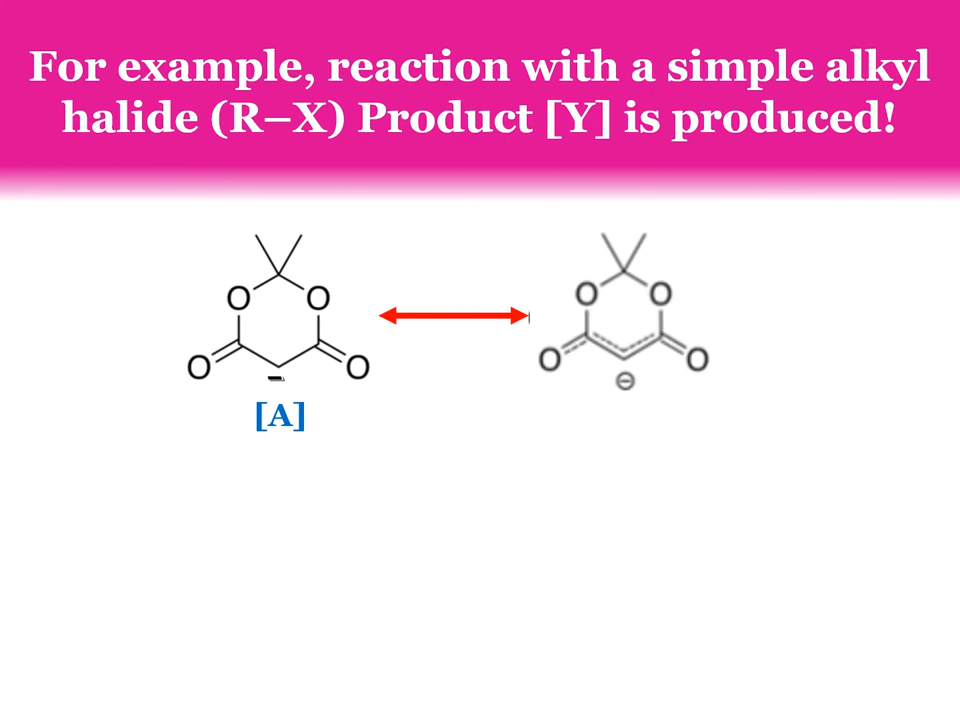 For example, reaction with a simple alkyl
halide (R–X) Product [Y] is produced!
O O
O O
O O
O O
⊖
[A]